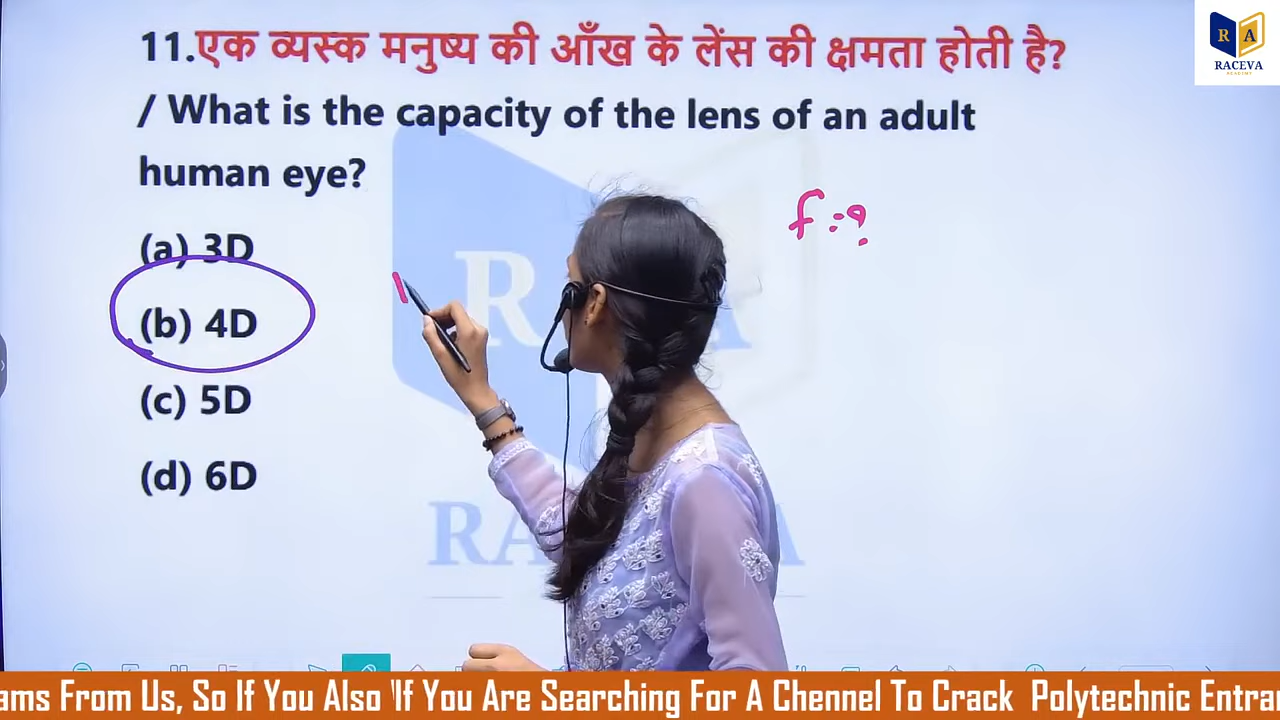 RACEVA
ACADEMY
11.एक व्यस्क मनुष्य की आँख के लेंस की क्षमता होती है?
/ What is the capacity of the lens of an adult
human eye?
f = ?
(a) 3D
(b) 4D
(c) 5D
(d) 6D
ams From Us, So If You Also If You Are Searching For A Chennel To Crack Polytechnic Entra